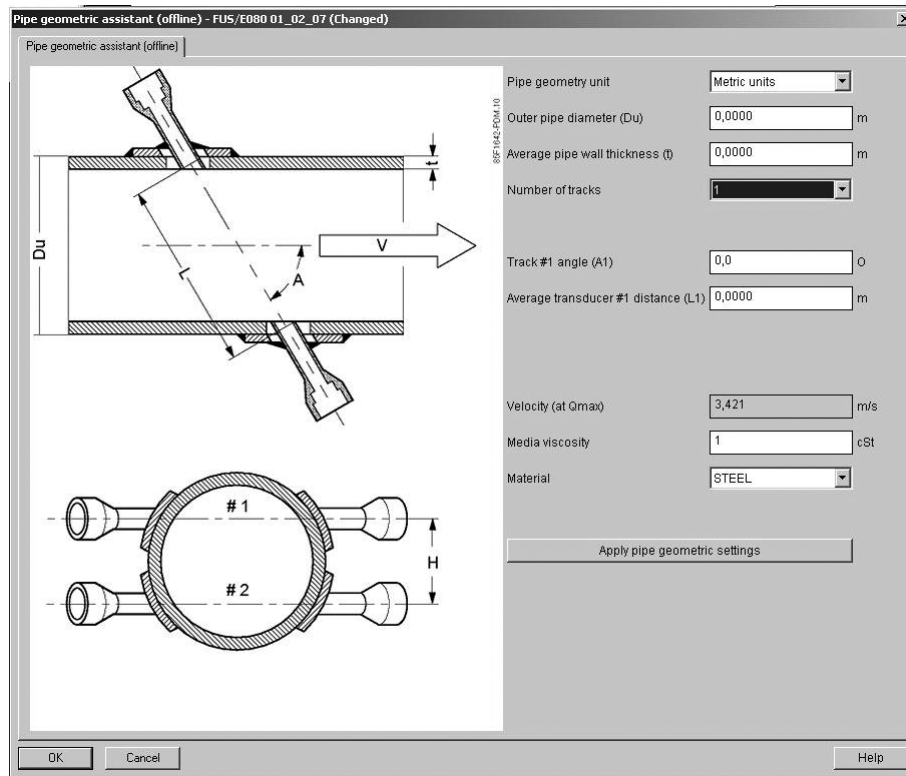 Pipe geometric assistant (offline) - FUS/E080 01_02_07 (Changed)
Pipe geometric assistant (offline)
85F1642-PDM.10
t
Du
L
A
V
# 1
# 2
H
Pipe geometry unit Metric units
Outer pipe diameter (Du) 0,0000 m
Average pipe wall thickness (t) 0,0000 m
Number of tracks 1
Track #1 angle (A1) 0,0 O
Average transducer #1 distance (L1) 0,0000 m
Velocity (at Qmax) 3,421 m/s
Media viscosity 1 cSt
Material STEEL
Apply pipe geometric settings
OK Cancel Help